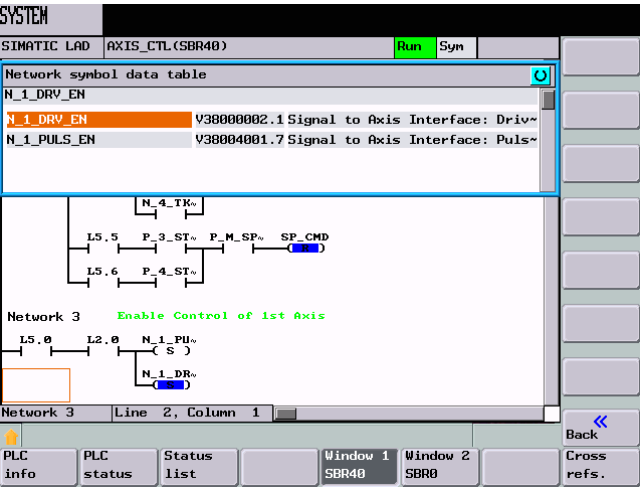 SYSTEM
SIMATIC LAD AXIS_CTL(SBR40) Run Sym
Network symbol data table
N_1_DRV_EN
N_1_DRV_EN V38000002.1 Signal to Axis Interface: Driv~
N_1_PULS_EN V38004001.7 Signal to Axis Interface: Puls~
N_4_TK~
L5.5 P_3_ST~ P_M_SP~ SP_CMD
R
L5.6 P_4_ST~
Network 3 Enable Control of 1st Axis
L5.0 L2.0 N_1_PU~
( S )
N_1_DR~
( S )
Network 3 Line 2, Column 1
« Back
PLC info
PLC status
Status list
Window 1 SBR40
Window 2 SBR0
Cross refs.